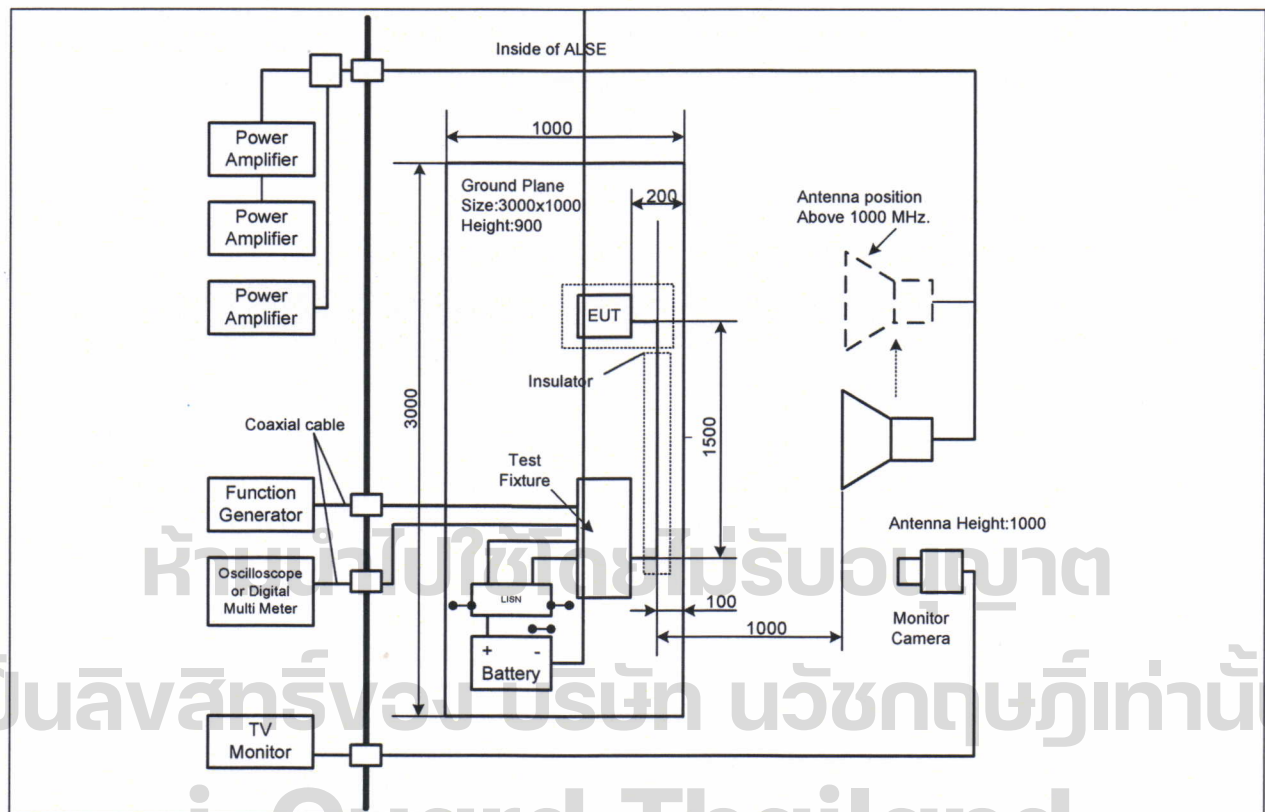 Inside of ALSE
Power
Amplifier
Power
Amplifier
Power
Amplifier
1000
Ground Plane
Size:3000x1000
Height:900
200
Antenna position
Above 1000 MHz.
EUT
Insulator
3000
1500
Coaxial cable
Test
Fixture
Function
Generator
Antenna Height:1000
Oscilloscope
or Digital
Multi Meter
LISN
100
1000
Monitor
Camera
+ -
Battery
TV
Monitor
ห้ามนำไปใช้โดยไม่รับอนุญาต
เป็นลิขสิทธิ์ของ บริษัท นวัชกฤษฎิ์เท่านั้น
Guard Thailand